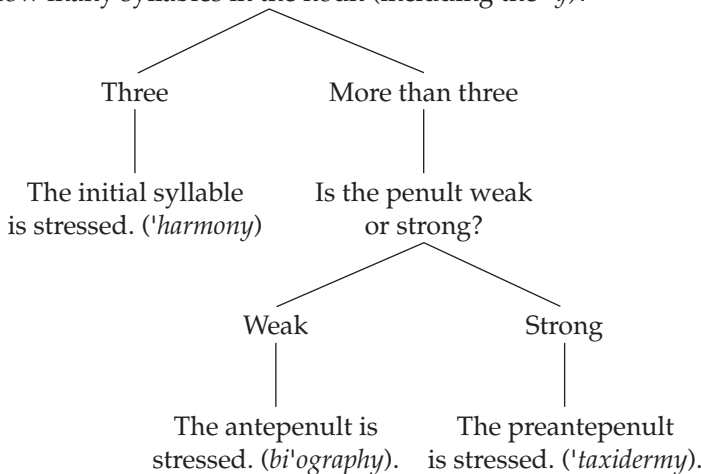 many syllables in the noun (including the -y)?
Three
More than three
The initial syllable
is stressed. ('harmony)
Is the penult weak
or strong?
Weak
Strong
The antepenult is
stressed. (bi'ography).
The preantepenult
is stressed. ('taxidermy).